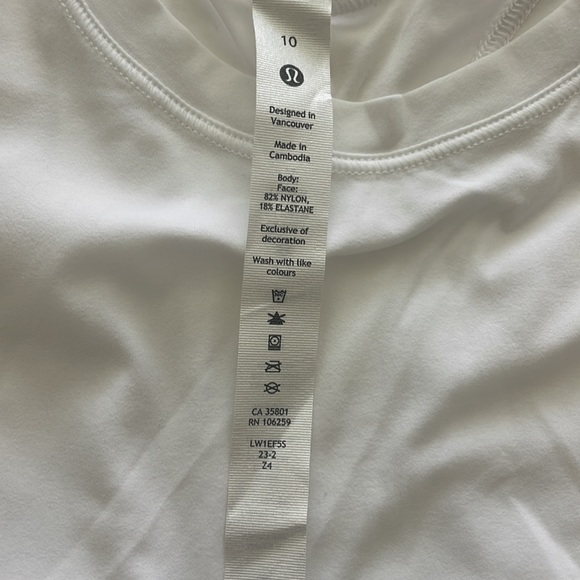 10
Designed in
Vancouver
Made in
Cambodia
Body:
Face:
82% NYLON,
18% ELASTANE
Exclusive of
decoration
Wash with like
colours
CA 35801
RN 106259
LW1EF5S
23-2
Z4